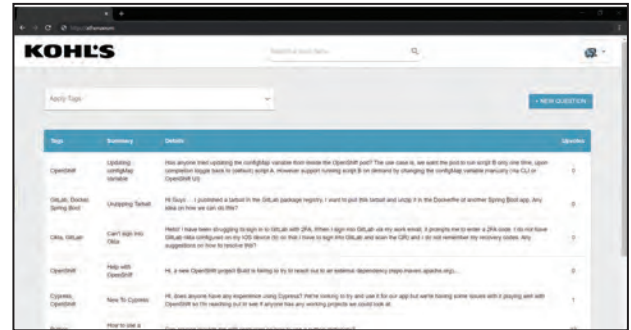 KOHL'S
Apply Tags
+ NEW QUESTION
Tags Summary Details Upvotes
OpenShift
Updating
configMap
variable
Has anyone tried updating the configMap variable from inside the OpenShift pod? The use case is, we want the pod to run script B only one time, upon
completion toggle back to (default) script A. However support running script B on demand by changing the configMap variable manually (via CLI or
OpenShift UI)
0
GitLab, Docker,
Spring Boot
Unzipping Tarball
Hi Guys... I published a tarball in the GitLab package registry, I want to pull this tarball and unzip it in the Dockerfile of another Spring Boot app. Any
idea on how we can do this?
0
Okta, GitLab
Can't sign into
Okta
Hello! I have been struggling to sign in to GitLab with 2FA. When I sign into GitLab via my work email, it prompts me to enter a 2FA code. I do not have
GitLab okta configured on my IOS device do so that I have to sign into GitLab and scan the QR) and I do not remember my recovery codes. Any
suggestions on how to resolve this?
0
OpenShift
Help with
OpenShift
Hi, a new OpenShift project Build is failing to try to reach out to an external dependency
0
Cypress,
OpenShift
New To Cypress
Hi, does anyone have any experience using Cypress? We're looking to try and use it for our app but we're having some issues with it playing well with
OpenShift so I'm reaching out to see if anyone has any working projects we could look at.
1
How to use a